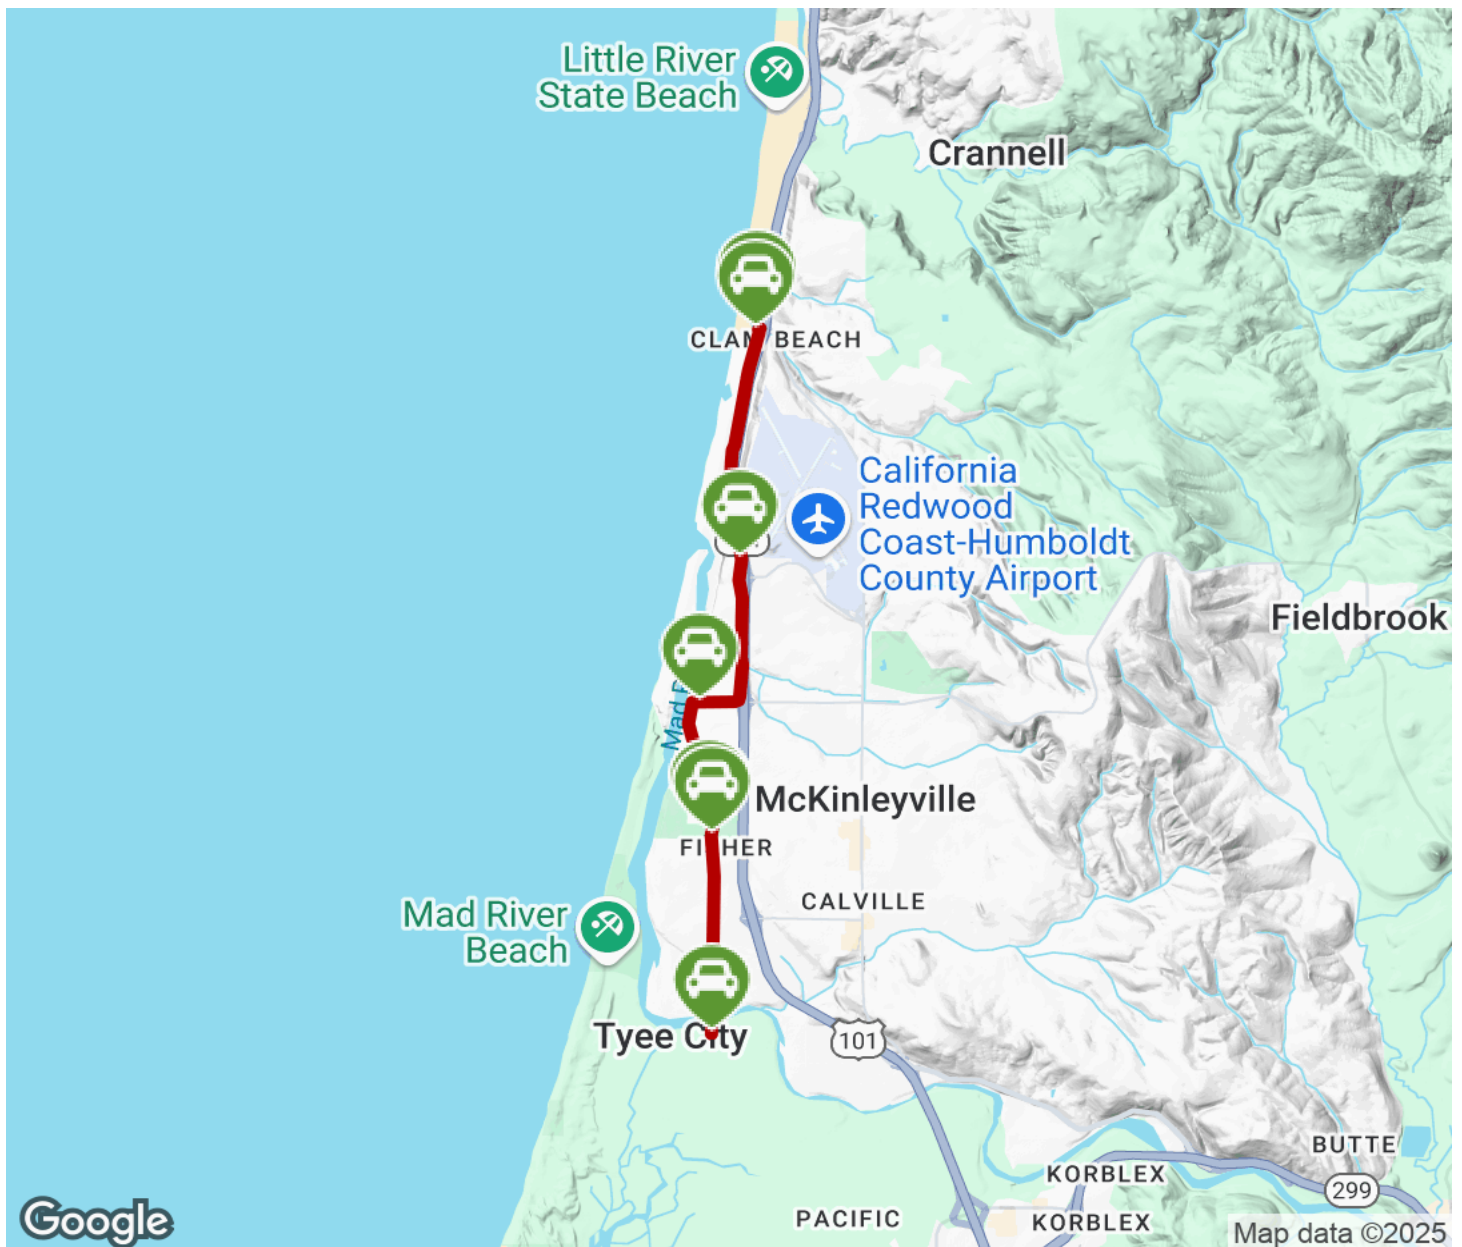 Little River
State Beach
Crannell
CLAM BEACH
California
Redwood
Coast-Humboldt
County Airport
Fieldbrook
Mad
McKinleyville
FISHER
CALVILLE
Mad River
Beach
Tyee City
101
BUTTE
KORBLEX
299
PACIFIC
KORBLEX
Google
Map data ©2025